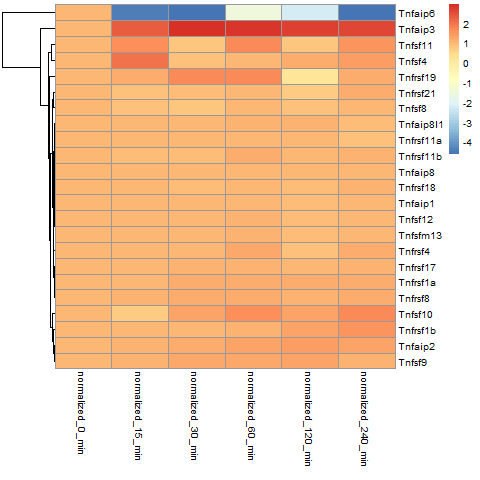 Tnfaip6
Tnfaip3
Tnfsf11
Tnfsf4
Tnfrsf19
Tnfrsf21
Tnfsf8
Tnfaip8l1
Tnfrsf11a
Tnfrsf11b
Tnfaip8
Tnfrsf18
Tnfaip1
Tnfsf12
Tnfsfm13
Tnfrsf4
Tnfrsf17
Tnfrsf1a
Tnfrsf8
Tnfsf10
Tnfrsf1b
Tnfaip2
Tnfsf9
2
1
0
-1
-2
-3
-4
normalized_0_min
normalized_15_min
normalized_30_min
normalized_60_min
normalized_120_min
normalized_240_min